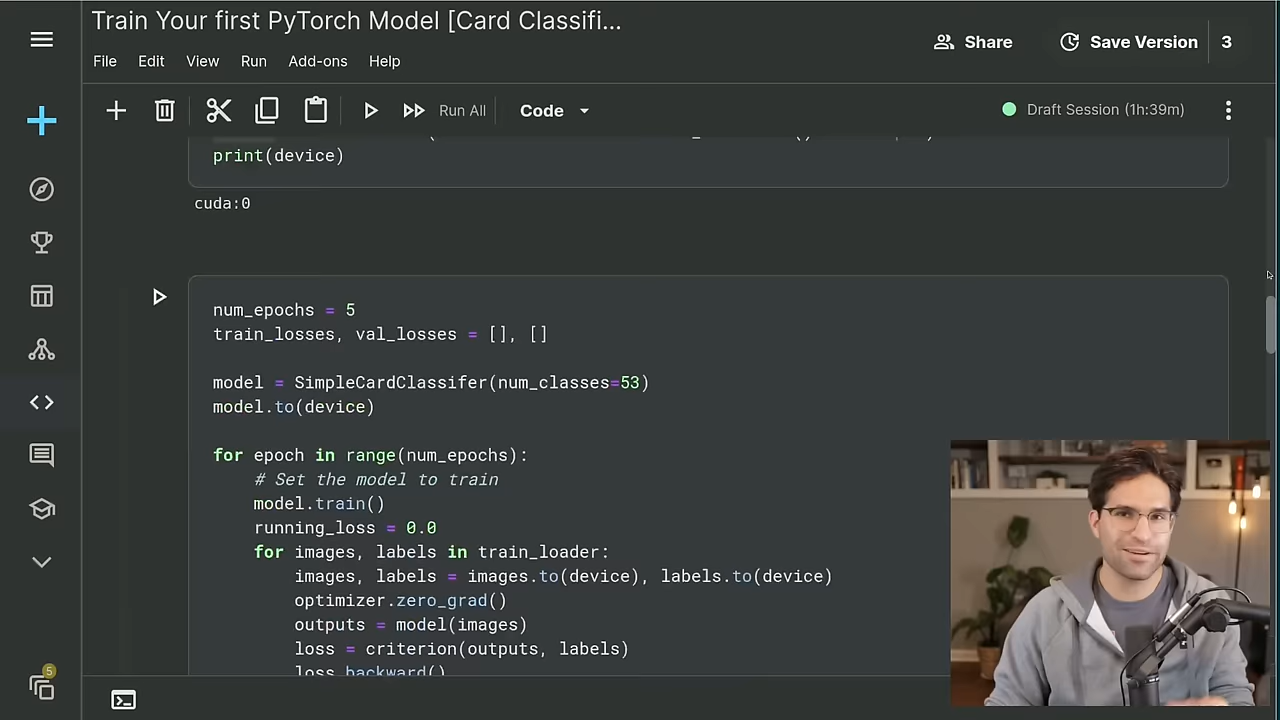 Train Your first PyTorch Model [Card Classifi...
Share
Save Version
3
File Edit View Run Add-ons Help
Run All
Code
Draft Session (1h:39m)
print(device)
cuda:0
num_epochs = 5
train_losses, val_losses = [], []
model = SimpleCardClassifer(num_classes=53)
model.to(device)
for epoch in range(num_epochs):
# Set the model to train
model.train()
running_loss = 0.0
for images, labels in train_loader:
images, labels = images.to(device), labels.to(device)
optimizer.zero_grad()
outputs = model(images)
loss = criterion(outputs, labels)
loss.backward()
5